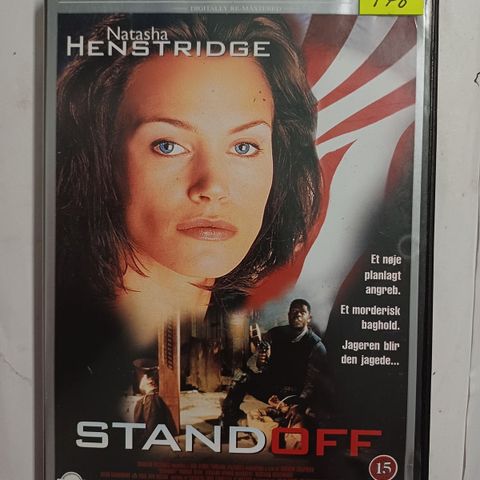 DIGITALLY RE-MASTERED
Natasha
HENSTRIDGE
Et nøje
planlagt
angreb.
Et morderisk
baghold.
Jageren blir
den jagede...
STANDOFF
15